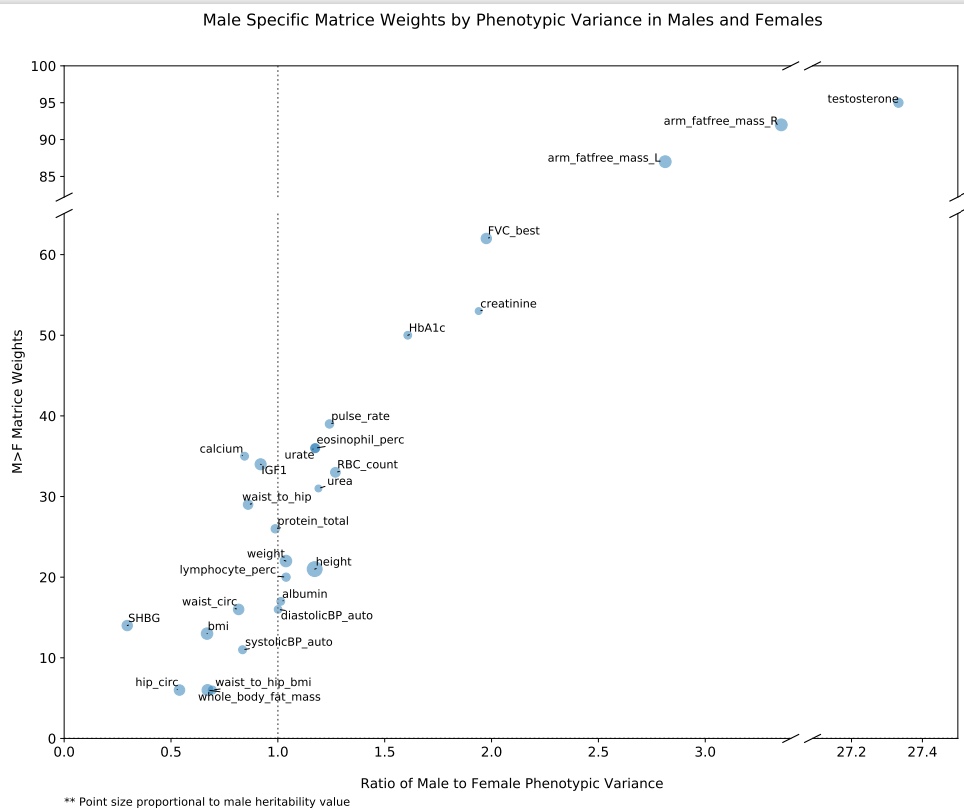 Male Specific Matrice Weights by Phenotypic Variance in Males and Females
100
testosterone
95
arm_fatfree_mass_R
90
arm_fatfree_mass_L
85
FVC_best
60
creatinine
HbA1c
50
pulse_rate
40
eosinophil_perc
calcium
urate
RBC_count
IGF1
urea
waist_to_hip
30
protein_total
weight
height
lymphocyte_perc
20
albumin
waist_circ
diastolicBP_auto
SHBG
bmi
systolicBP_auto
10
hip_circ
waist_to_hip_bmi
whole_body_fat_mass
0
M>F Matrice Weights
0.0 0.5 1.0 1.5 2.0 2.5 3.0 27.2 27.4
Ratio of Male to Female Phenotypic Variance
** Point size proportional to male heritability value